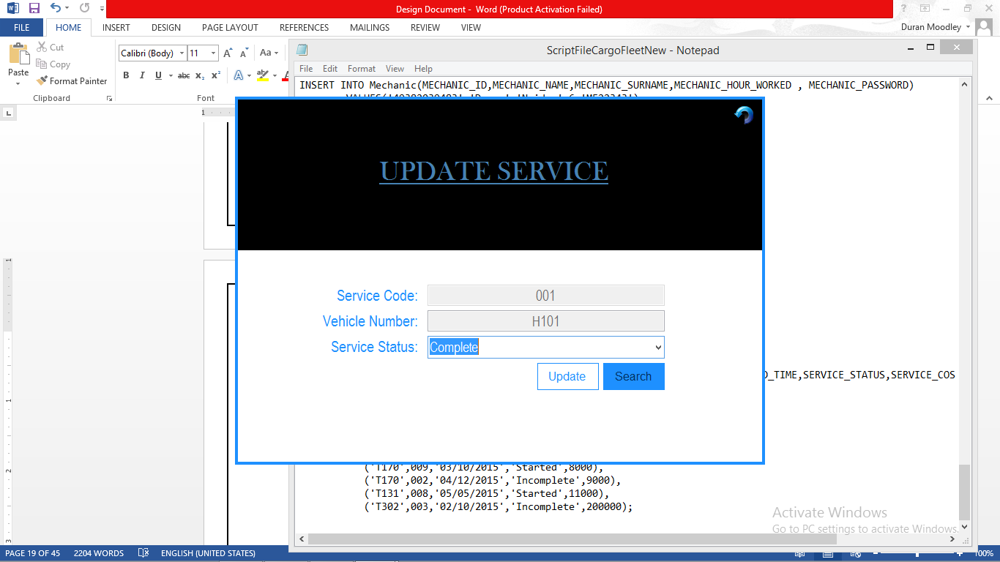 Design Document - Word (Product Activation Failed)
FILE HOME INSERT DESIGN PAGE LAYOUT REFERENCES MAILINGS REVIEW VIEW
Duran Moodley
Cut
Copy
Format Painter
Paste
Clipboard
Calibri (Body) 11
Aa
B I U abc x₂ x²
Font
ScriptFileCargoFleetNew - Notepad
File Edit Format View Help
INSERT INTO Mechanic(MECHANIC_ID,MECHANIC_NAME,MECHANIC_SURNAME,MECHANIC_HOUR_WORKED , MECHANIC_PASSWORD)
UPDATE SERVICE
Service Code: 001
Vehicle Number: H101
Service Status: Complete
Update Search
D_TIME,SERVICE_STATUS,SERVICE_COS
('T170',009,'03/10/2015','Started',8000),
('T170',002,'04/12/2015','Incomplete',9000),
('T131',008,'05/05/2015','Started',11000),
('T302',003,'02/10/2015','Incomplete',200000);
Activate Windows
Go to PC settings to activate Windows.
PAGE 19 OF 45 2204 WORDS ENGLISH (UNITED STATES) 100%